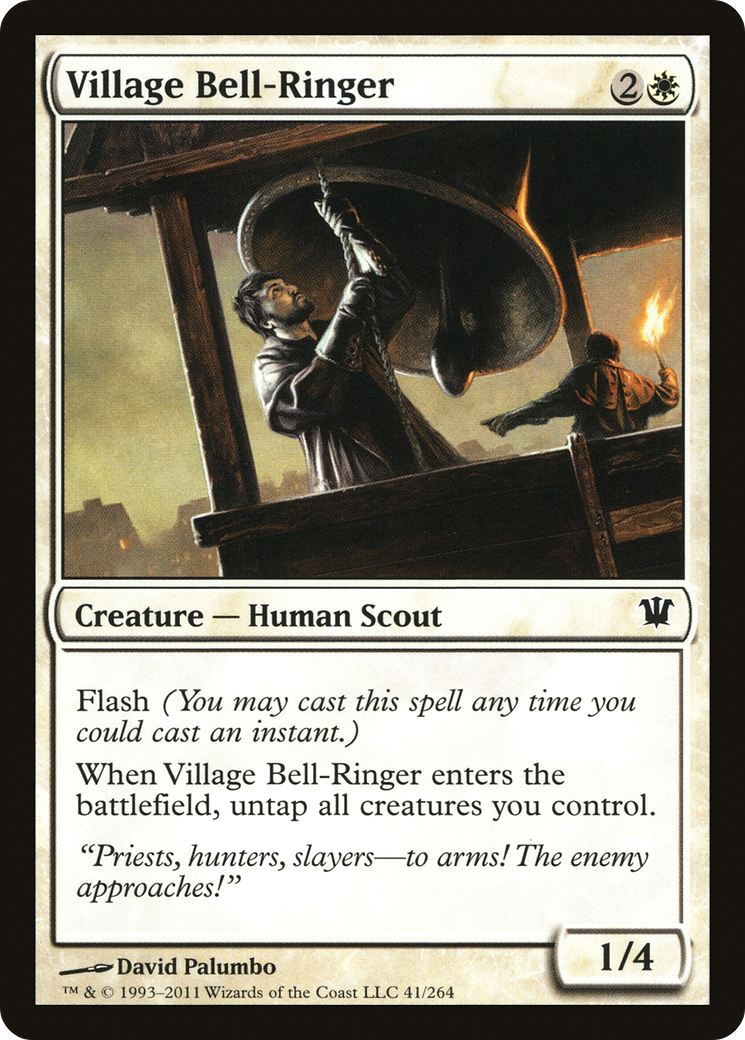 Village Bell-Ringer 2
Creature — Human Scout
Flash (You may cast this spell any time you
could cast an instant.)
When Village Bell-Ringer enters the
battlefield, untap all creatures you control.
“Priests, hunters, slayers—to arms! The enemy
approaches!”
1/4
David Palumbo
™ & © 1993–2011 Wizards of the Coast LLC 41/264